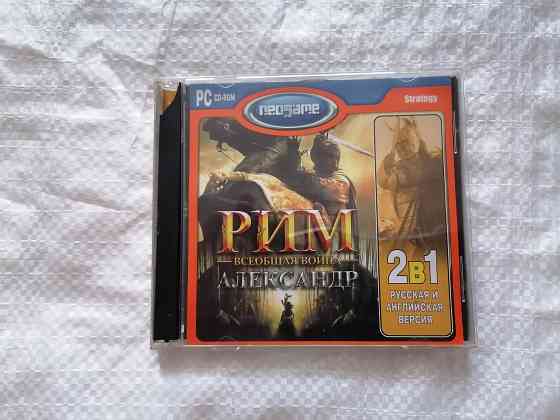 PC CD-ROM
neogame
Strategy
РИМ
ВСЕОБЩАЯ ВОЙНА
АЛЕКСАНДР
2в1
РУССКАЯ И
АНГЛИЙСКАЯ
ВЕРСИЯ